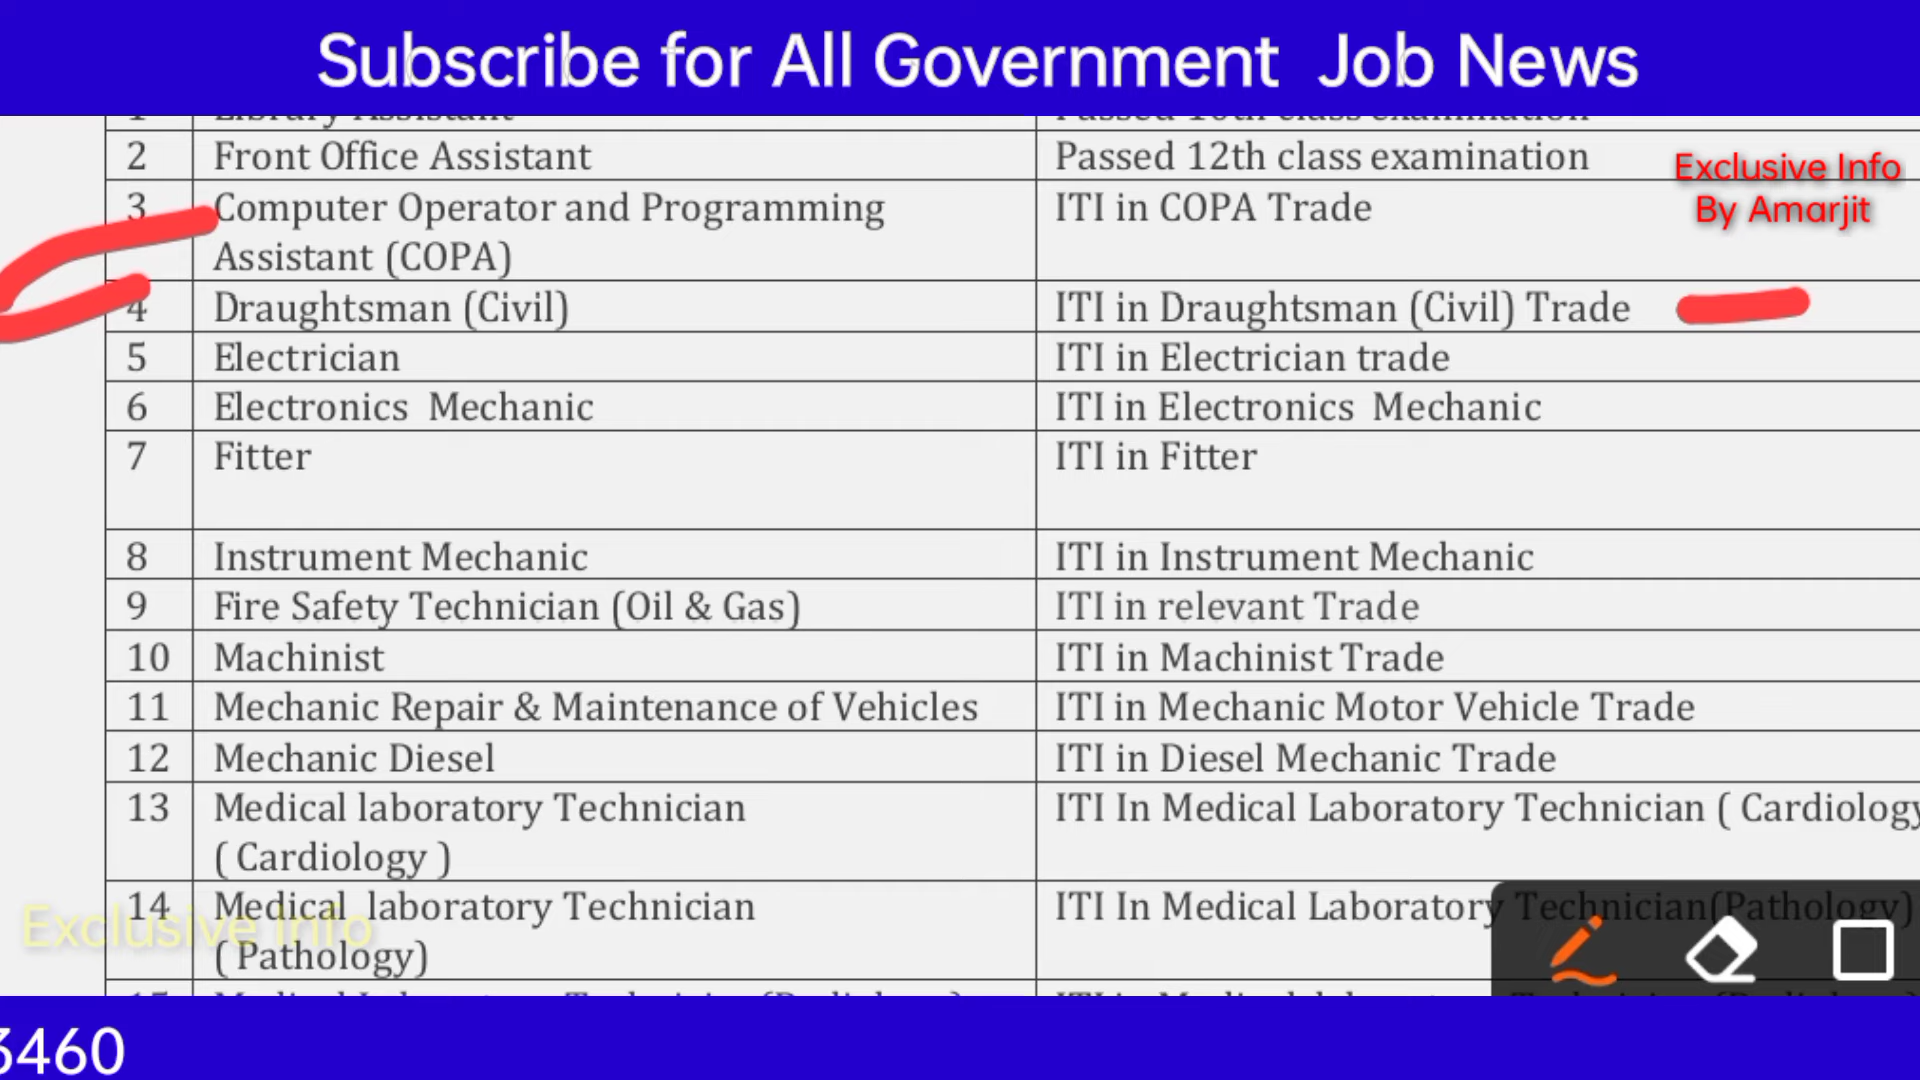 Subscribe for All Government Job News
2 Front Office Assistant Passed 12th class examination
Exclusive Info
By Amarjit
3 Computer Operator and Programming ITI in COPA Trade
Assistant (COPA)
4 Draughtsman (Civil) ITI in Draughtsman (Civil) Trade
5 Electrician ITI in Electrician trade
6 Electronics Mechanic ITI in Electronics Mechanic
7 Fitter ITI in Fitter
8 Instrument Mechanic ITI in Instrument Mechanic
9 Fire Safety Technician (Oil & Gas) ITI in relevant Trade
10 Machinist ITI in Machinist Trade
11 Mechanic Repair & Maintenance of Vehicles ITI in Mechanic Motor Vehicle Trade
12 Mechanic Diesel ITI in Diesel Mechanic Trade
13 Medical laboratory Technician ITI In Medical Laboratory Technician ( Cardiology
( Cardiology )
14 Medical laboratory Technician ITI In Medical Laboratory Technician(Pathology)
( Pathology)
Exclusive Info
3460